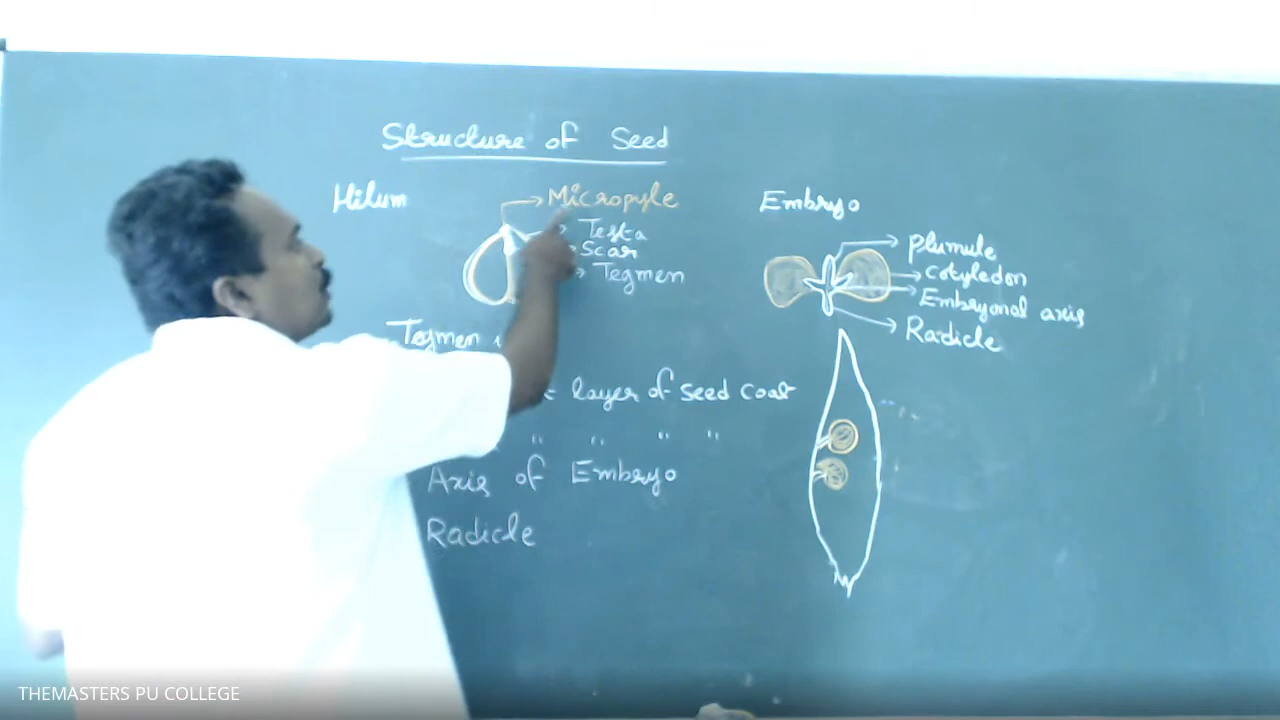 Structure of Seed
Hilum
Micropyle
Testa
Scar
Tegmen
Tegmen
layer of seed coat
" " " "
Axis of Embryo
Radicle
Embryo
Plumule
cotyledon
Embryonal axis
Radicle
THEMASTERS PU COLLEGE